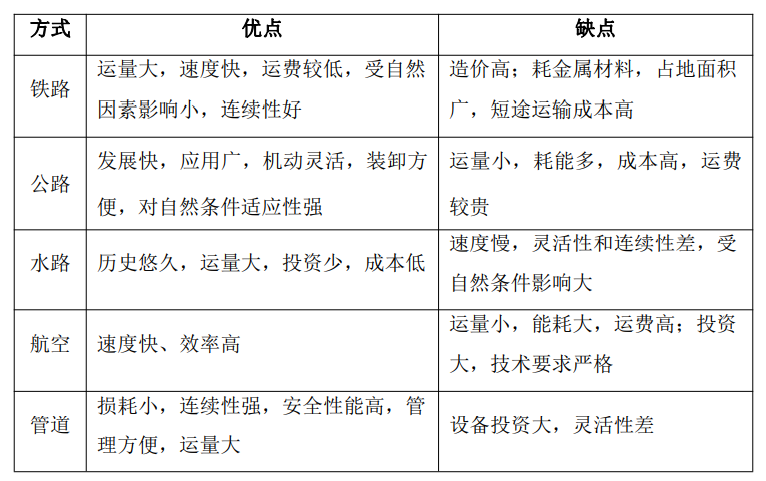 方式 优点 缺点
铁路 运量大，速度快，运费较低，受自然因素影响小，连续性好 造价高；耗金属材料，占地面积广，短途运输成本高
公路 发展快，应用广，机动灵活，装卸方便，对自然条件适应性强 运量小，耗能多，成本高，运费较贵
水路 历史悠久，运量大，投资少，成本低 速度慢，灵活性和连续性差，受自然条件影响大
航空 速度快、效率高 运量小，能耗大，运费高；投资大，技术要求严格
管道 损耗小，连续性强，安全性能高，管理方便，运量大 设备投资大，灵活性差